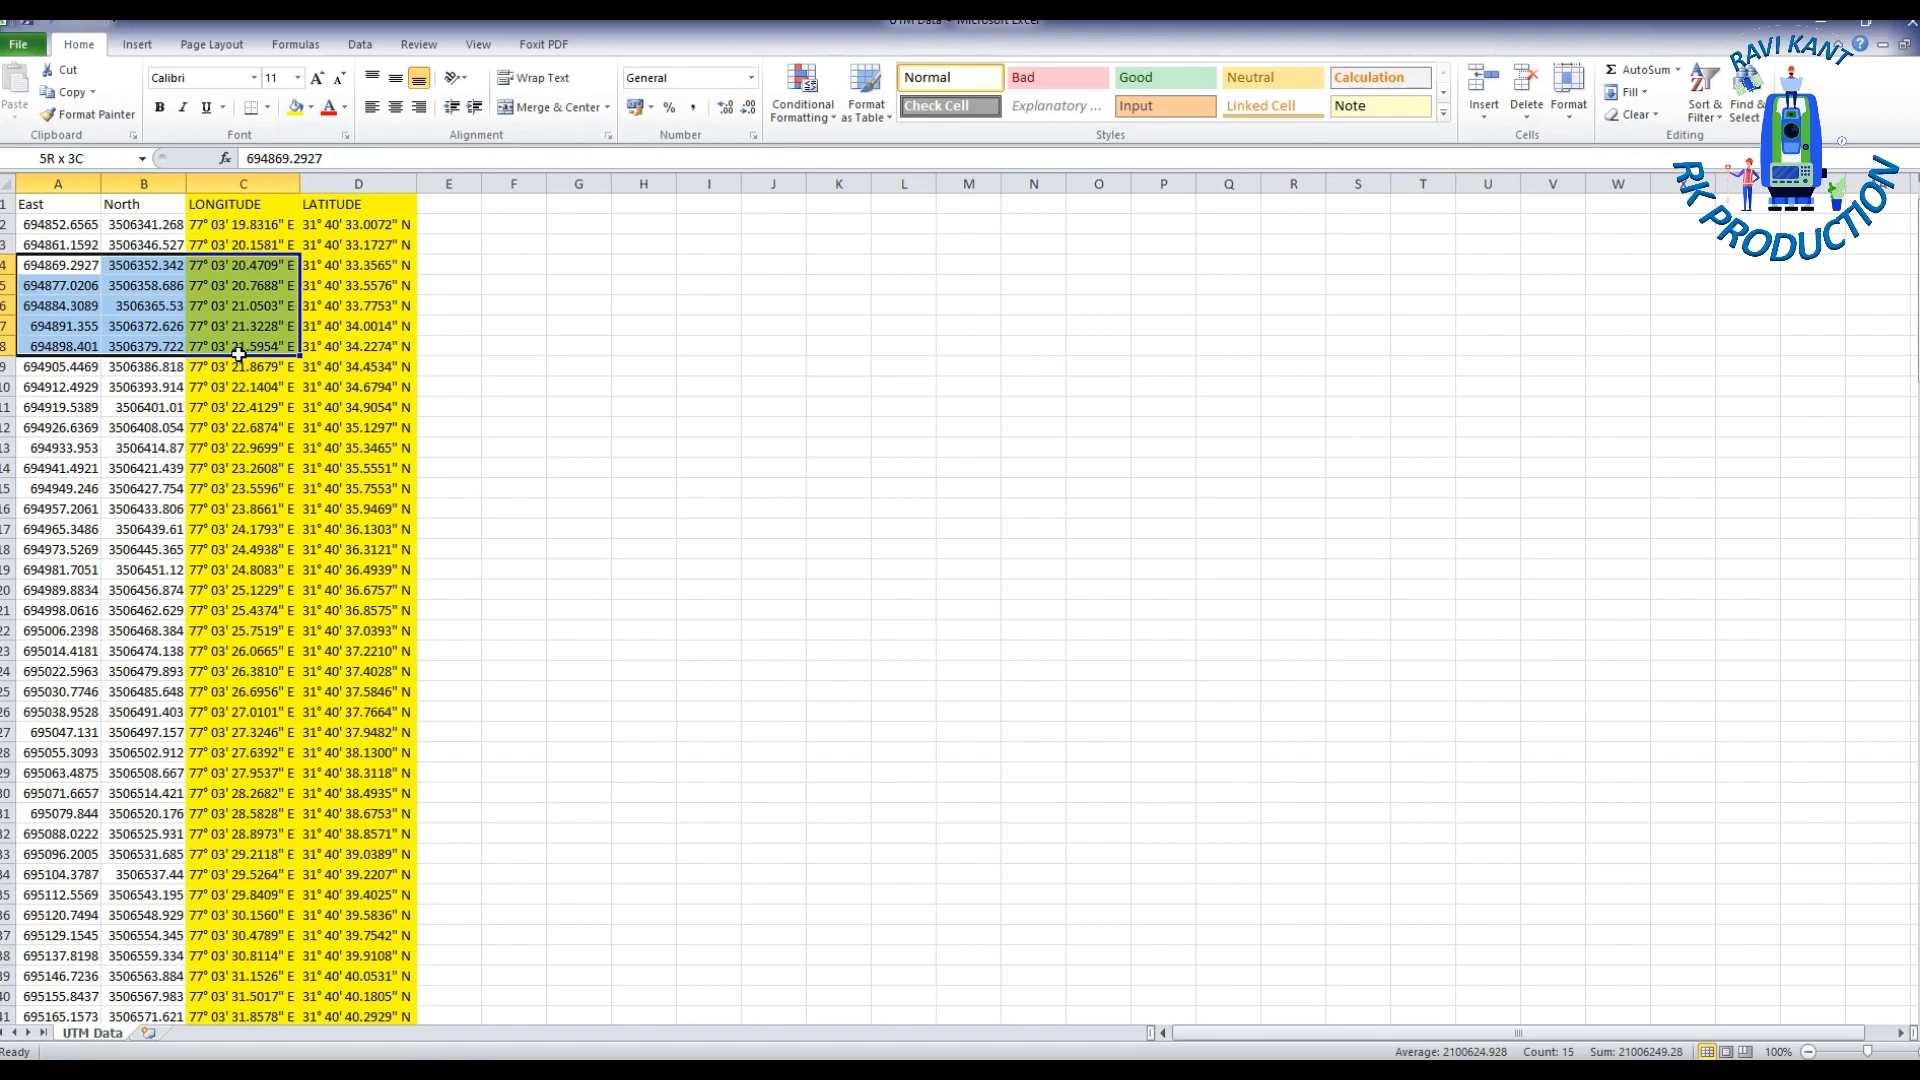 UTM Data - Microsoft Excel
File Home Insert Page Layout Formulas Data Review View Foxit PDF
Paste Cut Copy Format Painter Clipboard
Calibri 11 B I U Font
Wrap Text Merge & Center Alignment
General % , Number
Conditional Formatting Format as Table
Normal Bad Good Neutral Calculation
Check Cell Explanatory ... Input Linked Cell Note
Styles
Insert Delete Format Cells
Σ AutoSum Fill Clear Sort & Filter Find & Select Editing
RAVI KANT
RK PRODUCTION
5R x 3C fx 694869.2927
A B C D E F G H I J K L M N O P Q R S T U V W
1 East North LONGITUDE LATITUDE
2 694852.6565 3506341.268 77° 03' 19.8316" E 31° 40' 33.0072" N
3 694861.1592 3506346.527 77° 03' 20.1581" E 31° 40' 33.1727" N
4 694869.2927 3506352.342 77° 03' 20.4709" E 31° 40' 33.3565" N
5 694877.0206 3506358.686 77° 03' 20.7688" E 31° 40' 33.5576" N
6 694884.3089 3506365.53 77° 03' 21.0503" E 31° 40' 33.7753" N
7 694891.355 3506372.626 77° 03' 21.3228" E 31° 40' 34.0014" N
8 694898.401 3506379.722 77° 03' 21.5954" E 31° 40' 34.2274" N
9 694905.4469 3506386.818 77° 03' 21.8679" E 31° 40' 34.4534" N
10 694912.4929 3506393.914 77° 03' 22.1404" E 31° 40' 34.6794" N
11 694919.5389 3506401.01 77° 03' 22.4129" E 31° 40' 34.9054" N
12 694926.6369 3506408.054 77° 03' 22.6874" E 31° 40' 35.1297" N
13 694933.953 3506414.87 77° 03' 22.9699" E 31° 40' 35.3465" N
14 694941.4921 3506421.439 77° 03' 23.2608" E 31° 40' 35.5551" N
15 694949.246 3506427.754 77° 03' 23.5596" E 31° 40' 35.7553" N
16 694957.2061 3506433.806 77° 03' 23.8661" E 31° 40' 35.9469" N
17 694965.3486 3506439.61 77° 03' 24.1793" E 31° 40' 36.1303" N
18 694973.5269 3506445.365 77° 03' 24.4938" E 31° 40' 36.3121" N
19 694981.7051 3506451.12 77° 03' 24.8083" E 31° 40' 36.4939" N
20 694989.8834 3506456.874 77° 03' 25.1229" E 31° 40' 36.6757" N
21 694998.0616 3506462.629 77° 03' 25.4374" E 31° 40' 36.8575" N
22 695006.2398 3506468.384 77° 03' 25.7519" E 31° 40' 37.0393" N
23 695014.4181 3506474.138 77° 03' 26.0665" E 31° 40' 37.2210" N
24 695022.5963 3506479.893 77° 03' 26.3810" E 31° 40' 37.4028" N
25 695030.7746 3506485.648 77° 03' 26.6956" E 31° 40' 37.5846" N
26 695038.9528 3506491.403 77° 03' 27.0101" E 31° 40' 37.7664" N
27 695047.131 3506497.157 77° 03' 27.3246" E 31° 40' 37.9482" N
28 695055.3093 3506502.912 77° 03' 27.6392" E 31° 40' 38.1300" N
29 695063.4875 3506508.667 77° 03' 27.9537" E 31° 40' 38.3118" N
30 695071.6657 3506514.421 77° 03' 28.2682" E 31° 40' 38.4935" N
31 695079.844 3506520.176 77° 03' 28.5828" E 31° 40' 38.6753" N
32 695088.0222 3506525.931 77° 03' 28.8973" E 31° 40' 38.8571" N
33 695096.2005 3506531.685 77° 03' 29.2118" E 31° 40' 39.0389" N
34 695104.3787 3506537.44 77° 03' 29.5264" E 31° 40' 39.2207" N
35 695112.5569 3506543.195 77° 03' 29.8409" E 31° 40' 39.4025" N
36 695120.7494 3506548.929 77° 03' 30.1560" E 31° 40' 39.5836" N
37 695129.1545 3506554.345 77° 03' 30.4789" E 31° 40' 39.7542" N
38 695137.8198 3506559.334 77° 03' 30.8114" E 31° 40' 39.9108" N
39 695146.7236 3506563.884 77° 03' 31.1526" E 31° 40' 40.0531" N
40 695155.8437 3506567.983 77° 03' 31.5017" E 31° 40' 40.1805" N
41 695165.1573 3506571.621 77° 03' 31.8578" E 31° 40' 40.2929" N
UTM Data
Ready Average: 2100624.928 Count: 15 Sum: 21006249.28 100%